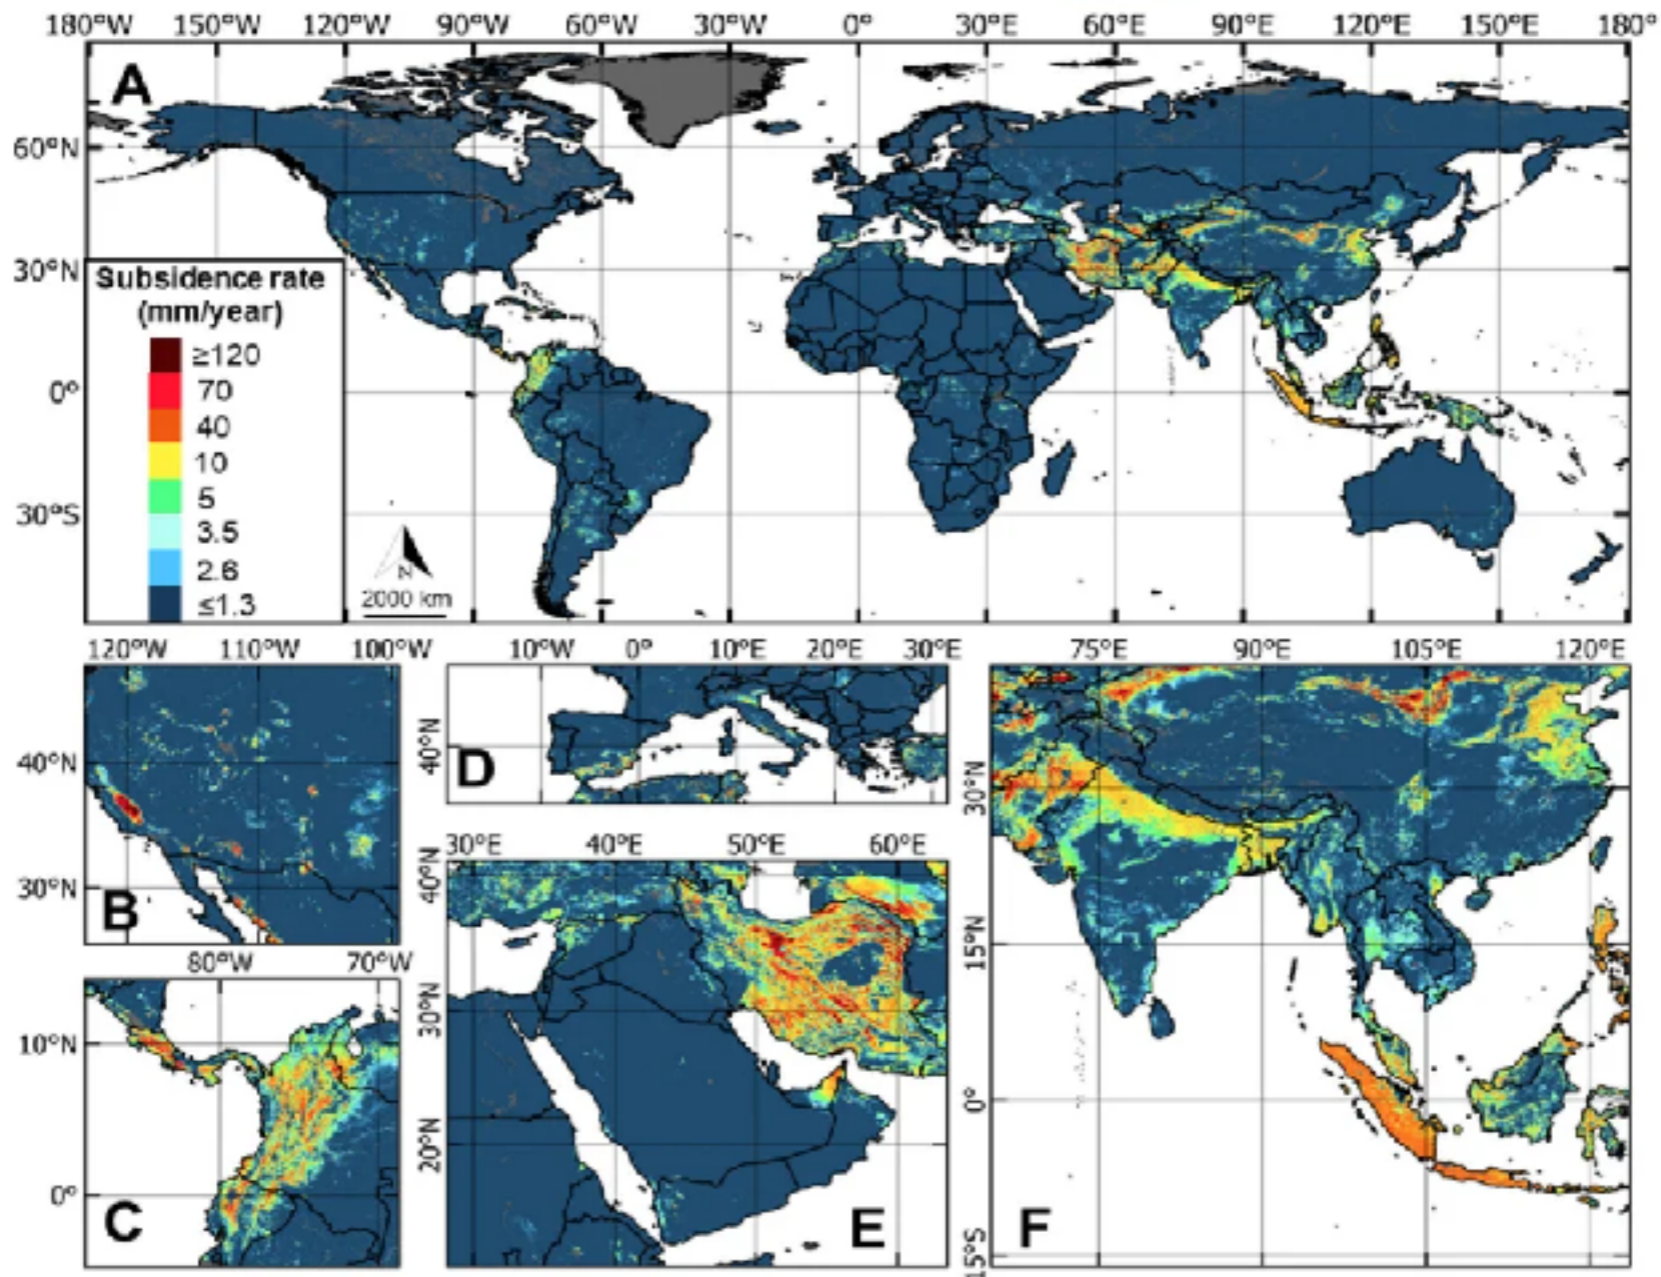 180°W 150°W 120°W 90°W 60°W 30°W 0° 30°E 60°E 90°E 120°E 150°E 180°
A
60°N
30°N
0°
30°S
Subsidence rate
(mm/year)
≥120
70
40
10
5
3.5
2.6
≤1.3
N
2000 km
120°W 110°W 100°W
40°N
30°N
B
10°W 0° 10°E 20°E 30°E
40°N
D
75°E 90°E 105°E 120°E
30°N
15°N
0°
15°S
F
80°W 70°W
10°N
0°
C
30°E 40°E 50°E 60°E
40°N
30°N
20°N
E